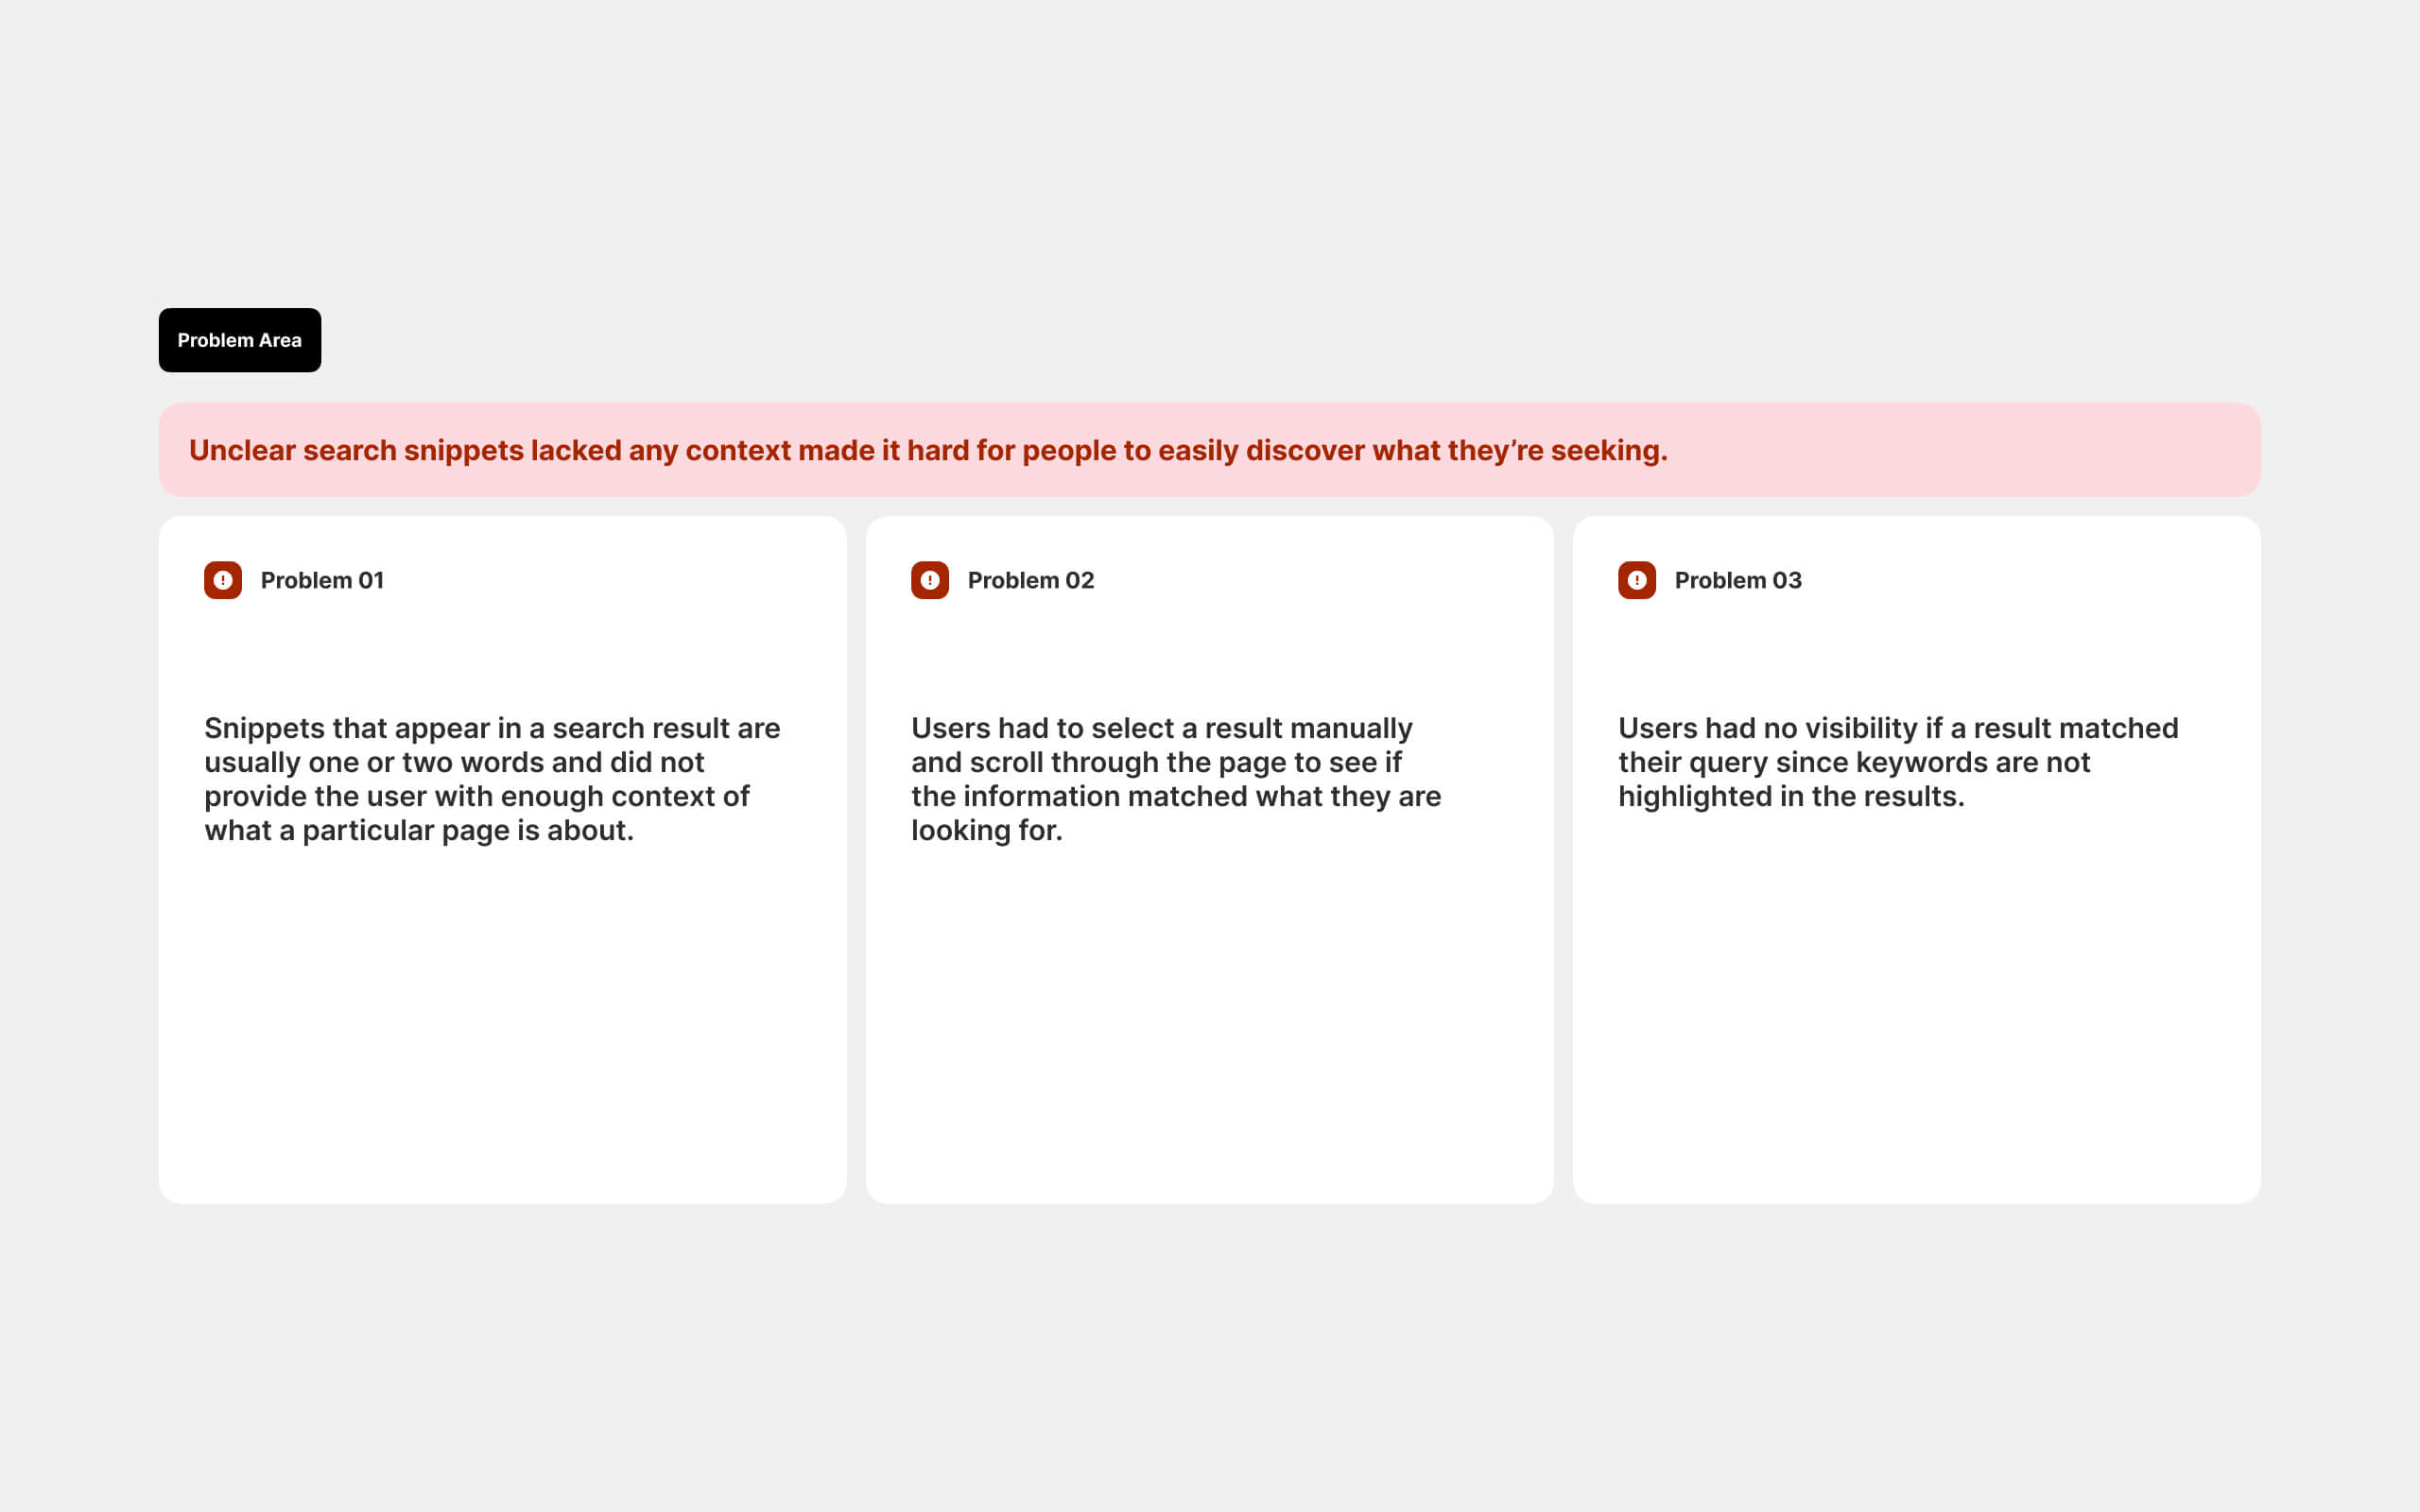 Problem Area
Unclear search snippets lacked any context made it hard for people to easily discover what they’re seeking.
Problem 01
Snippets that appear in a search result are
usually one or two words and did not
provide the user with enough context of
what a particular page is about.
Problem 02
Users had to select a result manually
and scroll through the page to see if
the information matched what they are
looking for.
Problem 03
Users had no visibility if a result matched
their query since keywords are not
highlighted in the results.